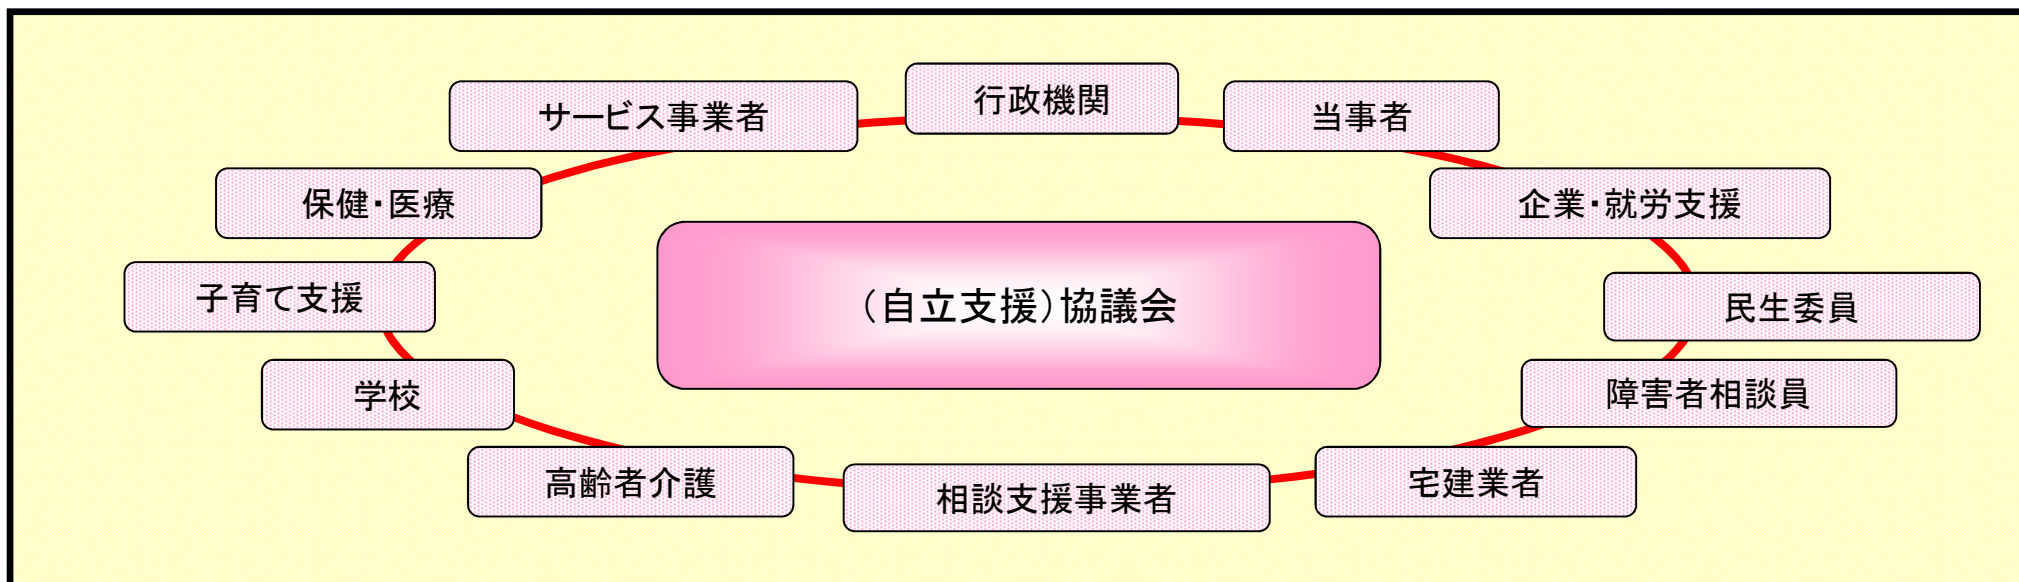 行政機関
サービス事業者
当事者
保健・医療
企業・就労支援
子育て支援
（自立支援）協議会
民生委員
学校
障害者相談員
高齢者介護
宅建業者
相談支援事業者